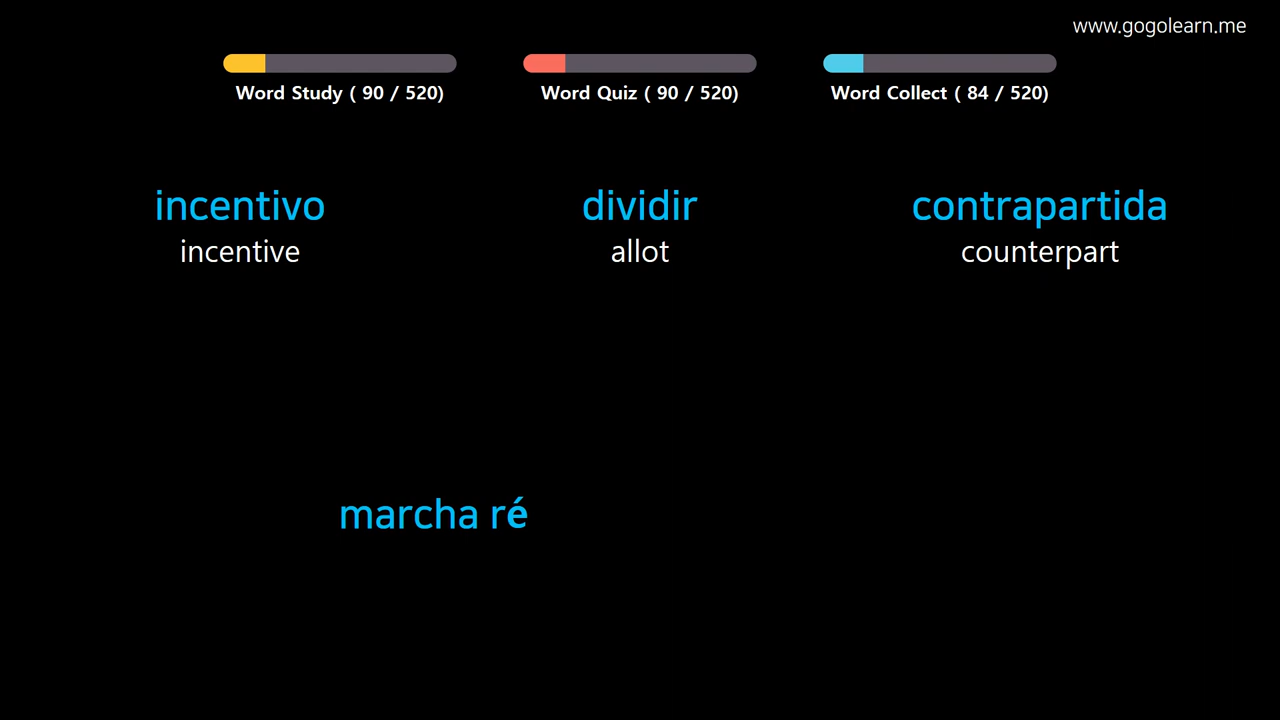 www.gogolearn.me
Word Study ( 90 / 520)
Word Quiz ( 90 / 520)
Word Collect ( 84 / 520)
incentivo
incentive
dividir
allot
contrapartida
counterpart
marcha ré